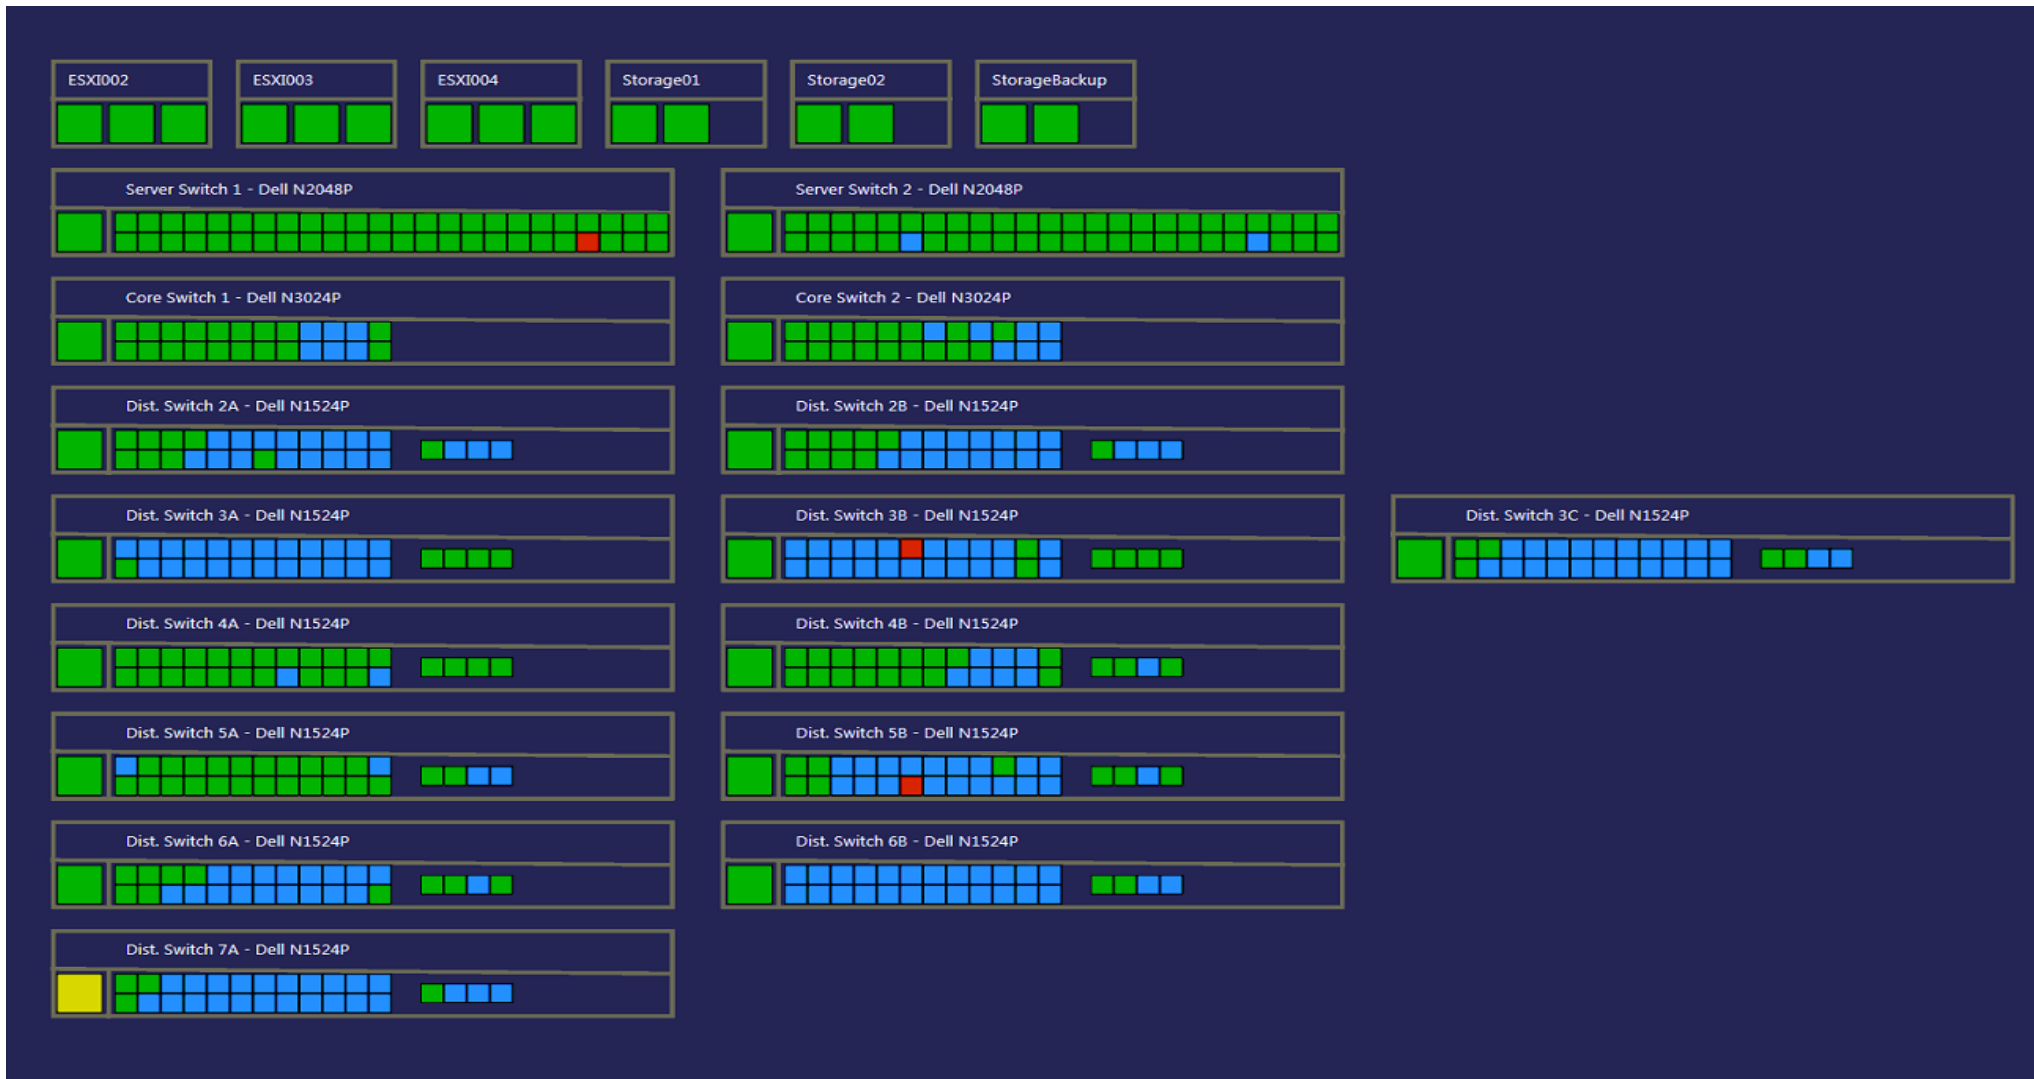 ESXI002
ESXI003
ESXI004
Storage01
Storage02
StorageBackup
Server Switch 1 - Dell N2048P
Server Switch 2 - Dell N2048P
Core Switch 1 - Dell N3024P
Core Switch 2 - Dell N3024P
Dist. Switch 2A - Dell N1524P
Dist. Switch 2B - Dell N1524P
Dist. Switch 3A - Dell N1524P
Dist. Switch 3B - Dell N1524P
Dist. Switch 3C - Dell N1524P
Dist. Switch 4A - Dell N1524P
Dist. Switch 4B - Dell N1524P
Dist. Switch 5A - Dell N1524P
Dist. Switch 5B - Dell N1524P
Dist. Switch 6A - Dell N1524P
Dist. Switch 6B - Dell N1524P
Dist. Switch 7A - Dell N1524P